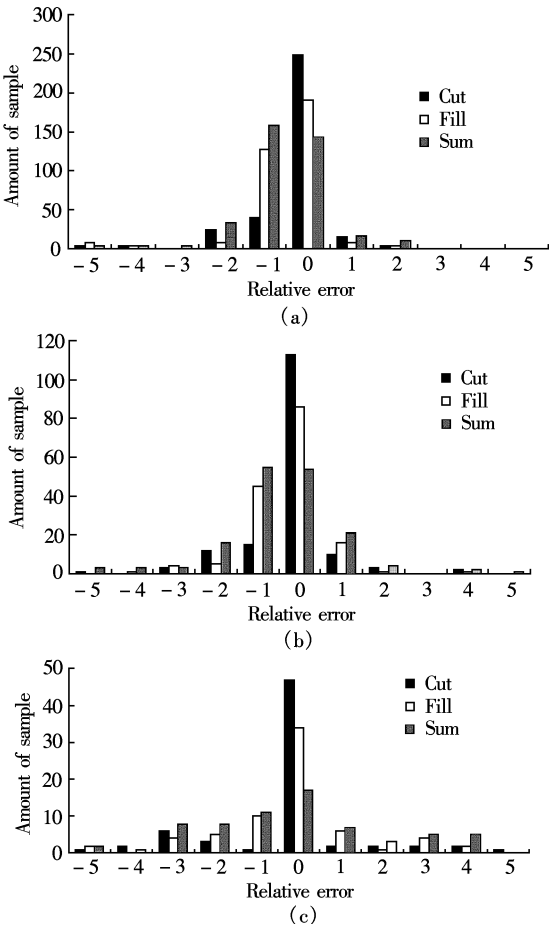 300
250
200
150
100
50
0
Amount of sample
Cut
Fill
Sum
−5 −4 −3 −2 −1 0 1 2 3 4 5
Relative error
(a)
120
100
80
60
40
20
0
Amount of sample
Cut
Fill
Sum
−5 −4 −3 −2 −1 0 1 2 3 4 5
Relative error
(b)
50
40
30
20
10
0
Amount of sample
Cut
Fill
Sum
−5 −4 −3 −2 −1 0 1 2 3 4 5
Relative error
(c)